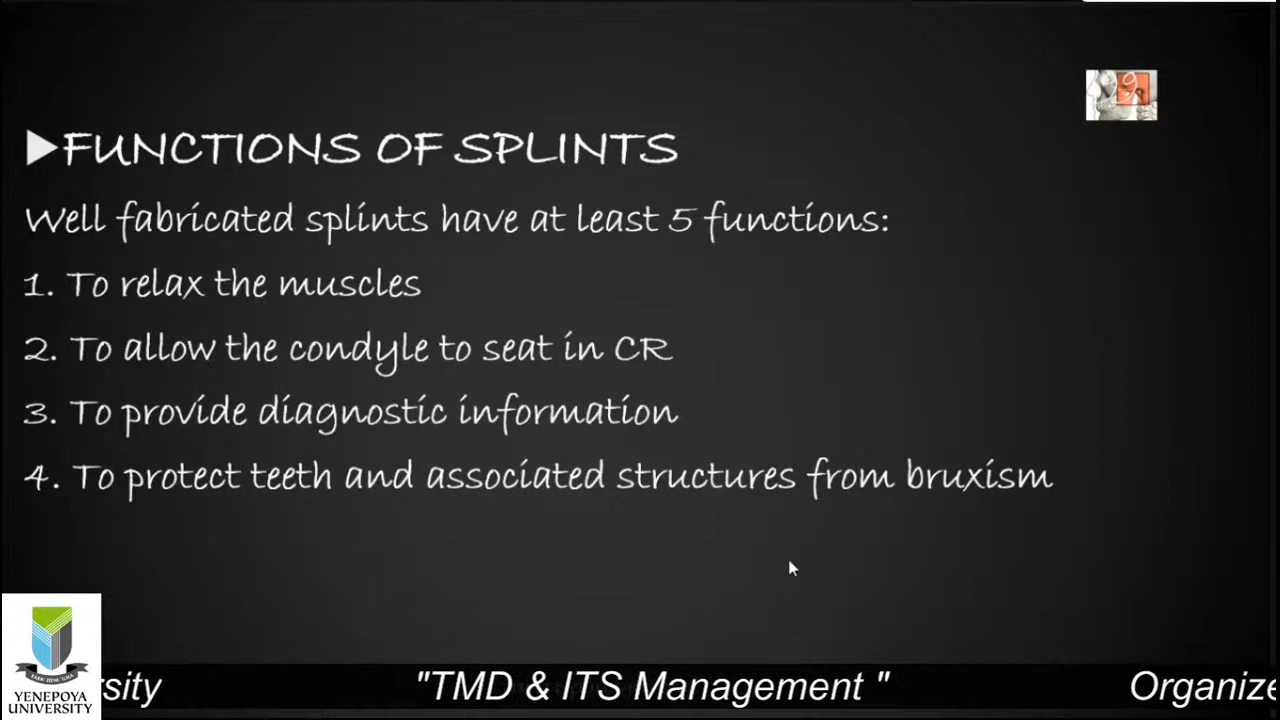 FUNCTIONS OF SPLINTS
Well fabricated splints have at least 5 functions:
1. To relax the muscles
2. To allow the condyle to seat in CR
3. To provide diagnostic information
4. To protect teeth and associated structures from bruxism
YENEPOYA
UNIVERSITY
rsity "TMD & ITS Management " Organize